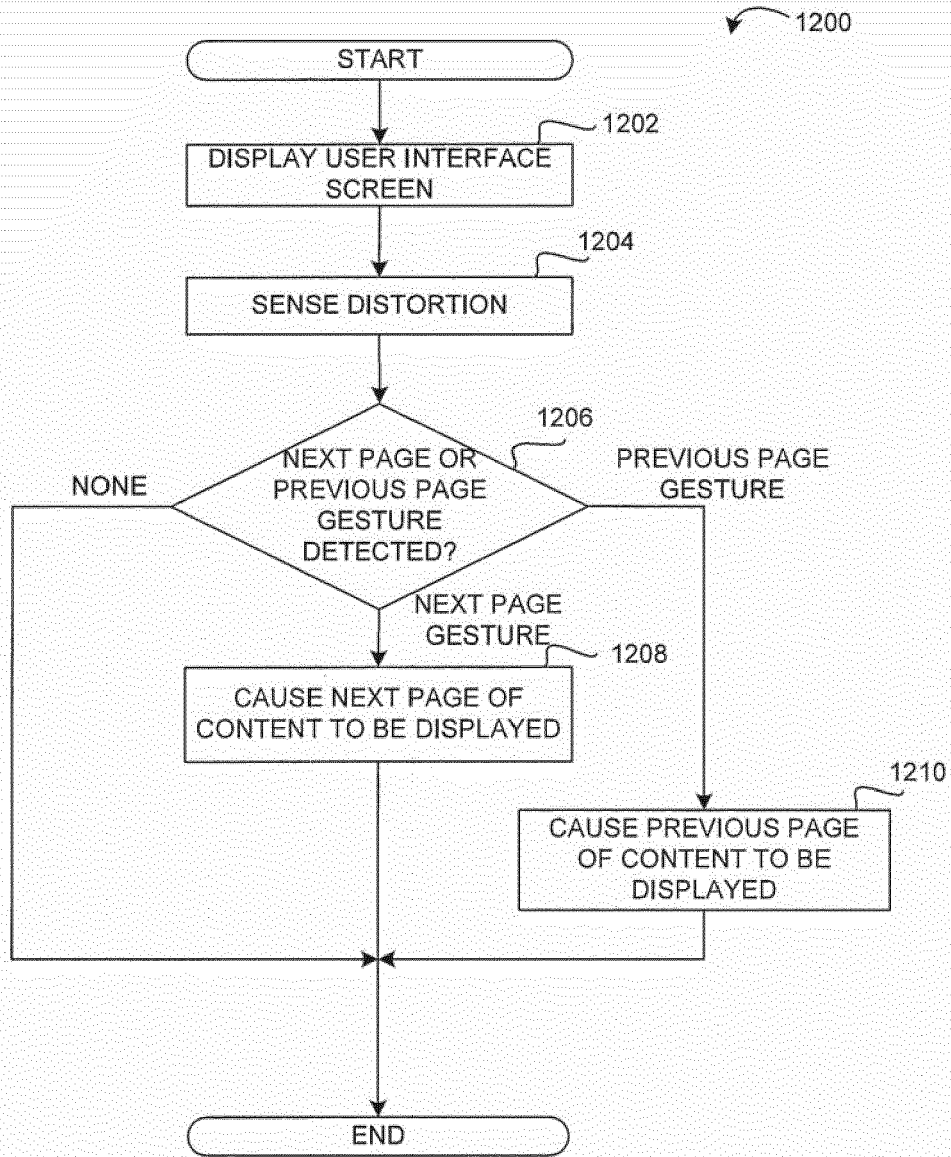 1200
START
1202
DISPLAY USER INTERFACE
SCREEN
1204
SENSE DISTORTION
1206
NEXT PAGE OR
PREVIOUS PAGE
GESTURE
DETECTED?
NONE
PREVIOUS PAGE
GESTURE
NEXT PAGE
GESTURE
1208
CAUSE NEXT PAGE OF
CONTENT TO BE DISPLAYED
1210
CAUSE PREVIOUS PAGE
OF CONTENT TO BE
DISPLAYED
END